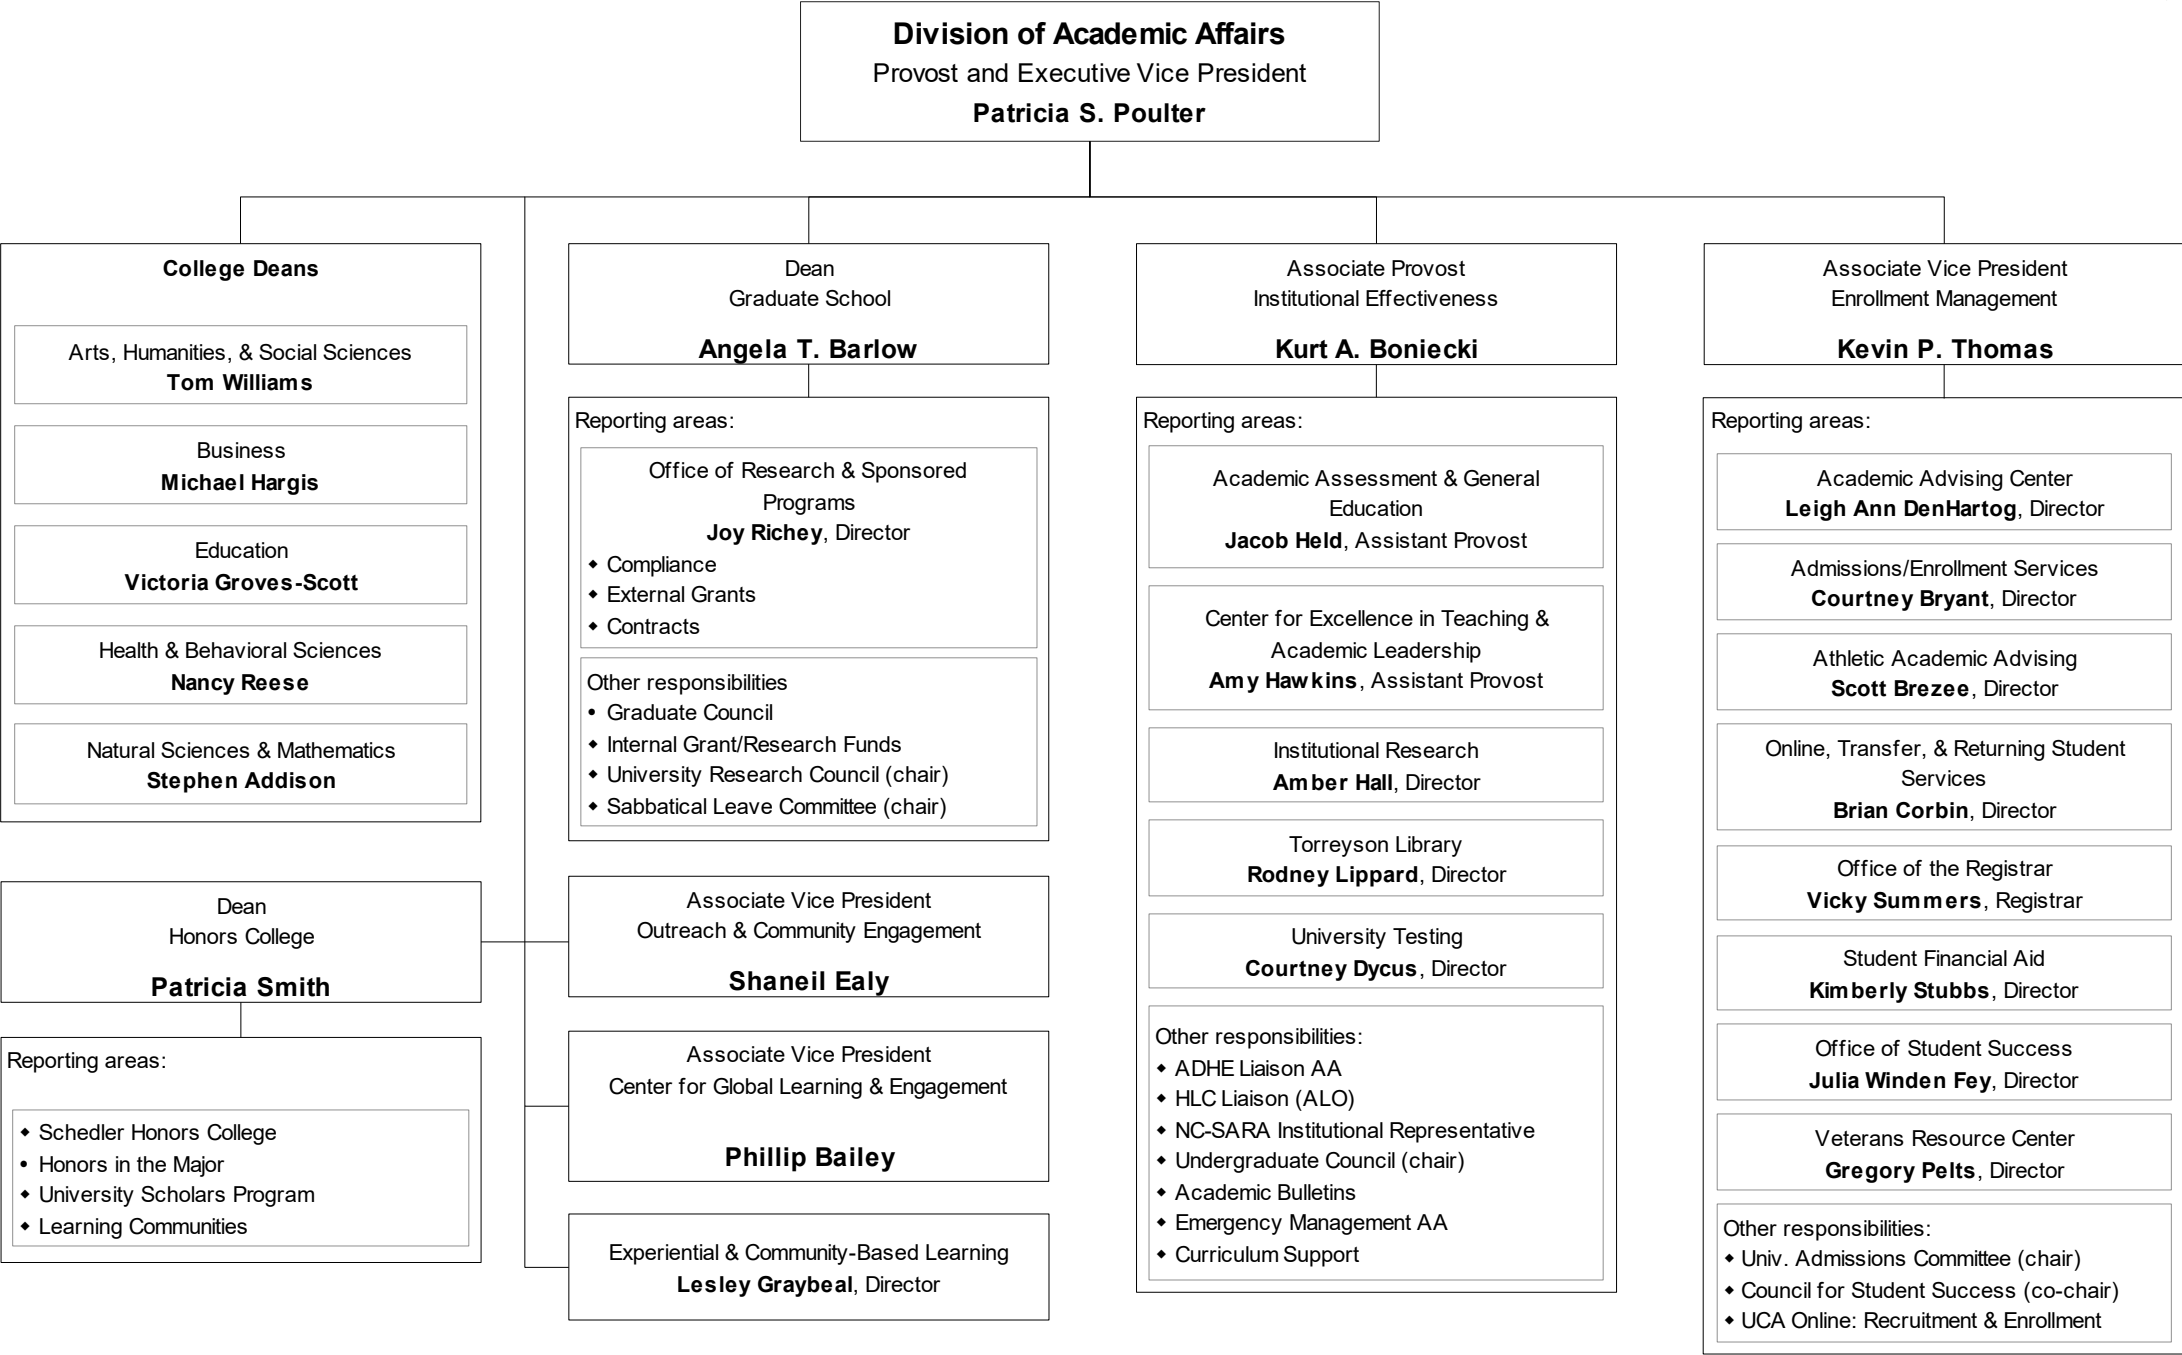 Division of Academic Affairs
Provost and Executive Vice President
Patricia S. Poulter
College Deans
Arts, Humanities, & Social Sciences
Tom Williams
Business
Michael Hargis
Education
Victoria Groves-Scott
Health & Behavioral Sciences
Nancy Reese
Natural Sciences & Mathematics
Stephen Addison
Dean
Honors College
Patricia Smith
Reporting areas:
◆ Schedler Honors College
• Honors in the Major
◆ University Scholars Program
◆ Learning Communities
Dean
Graduate School
Angela T. Barlow
Reporting areas:
Office of Research & Sponsored
Programs
Joy Richey, Director
◆ Compliance
◆ External Grants
◆ Contracts
Other responsibilities
• Graduate Council
◆ Internal Grant/Research Funds
◆ University Research Council (chair)
◆ Sabbatical Leave Committee (chair)
Associate Vice President
Outreach & Community Engagement
Shaneil Ealy
Associate Vice President
Center for Global Learning & Engagement
Phillip Bailey
Experiential & Community-Based Learning
Lesley Graybeal, Director
Associate Provost
Institutional Effectiveness
Kurt A. Boniecki
Reporting areas:
Academic Assessment & General
Education
Jacob Held, Assistant Provost
Center for Excellence in Teaching &
Academic Leadership
Amy Hawkins, Assistant Provost
Institutional Research
Amber Hall, Director
Torreyson Library
Rodney Lippard, Director
University Testing
Courtney Dycus, Director
Other responsibilities:
◆ ADHE Liaison AA
◆ HLC Liaison (ALO)
◆ NC-SARA Institutional Representative
◆ Undergraduate Council (chair)
◆ Academic Bulletins
◆ Emergency Management AA
◆ Curriculum Support
Associate Vice President
Enrollment Management
Kevin P. Thomas
Reporting areas:
Academic Advising Center
Leigh Ann DenHartog, Director
Admissions/Enrollment Services
Courtney Bryant, Director
Athletic Academic Advising
Scott Brezee, Director
Online, Transfer, & Returning Student
Services
Brian Corbin, Director
Office of the Registrar
Vicky Summers, Registrar
Student Financial Aid
Kimberly Stubbs, Director
Office of Student Success
Julia Winden Fey, Director
Veterans Resource Center
Gregory Pelts, Director
Other responsibilities:
◆ Univ. Admissions Committee (chair)
◆ Council for Student Success (co-chair)
◆ UCA Online: Recruitment & Enrollment